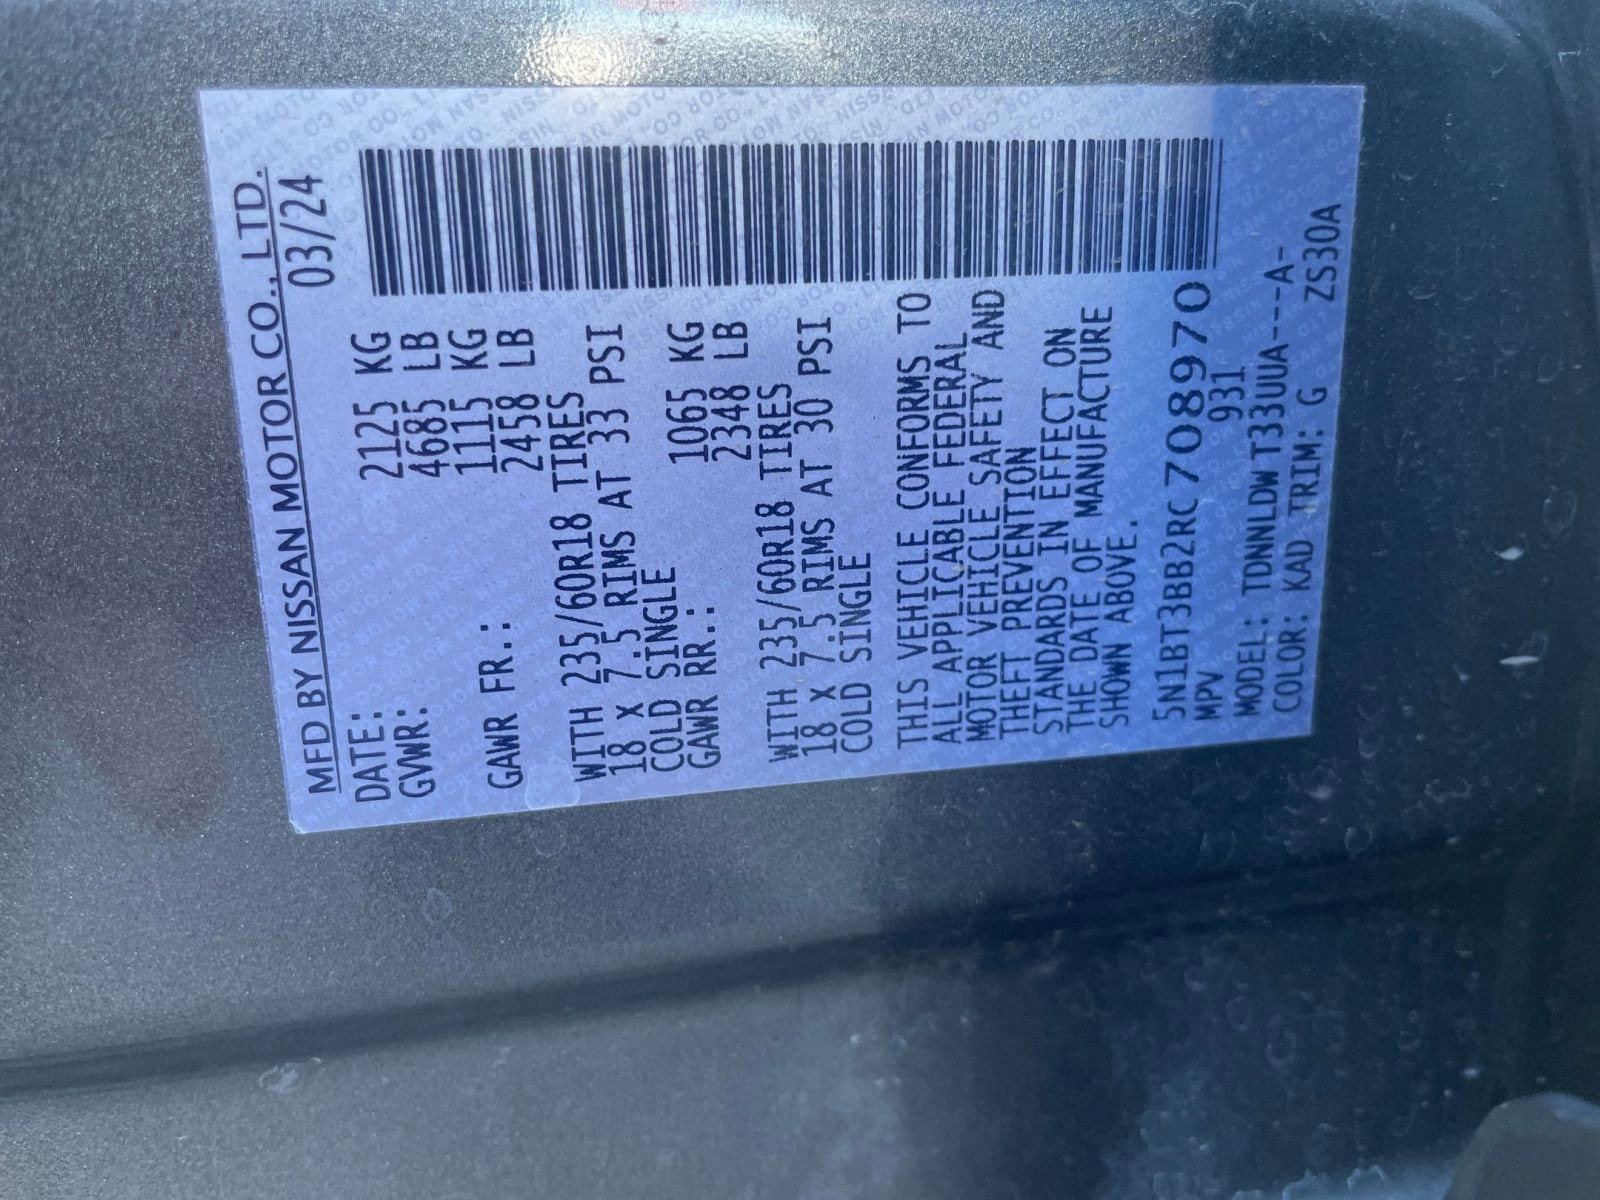 MFD BY NISSAN MOTOR CO., LTD.
DATE: 03/24
GVWR: 2125 KG
4685 LB
GAWR FR.: 1115 KG
2458 LB
WITH 235/60R18 TIRES
18 X 7.5 RIMS AT 33 PSI
COLD SINGLE
GAWR RR.: 1065 KG
2348 LB
WITH 235/60R18 TIRES
18 X 7.5 RIMS AT 30 PSI
COLD SINGLE
THIS VEHICLE CONFORMS TO
ALL APPLICABLE FEDERAL
MOTOR VEHICLE SAFETY AND
THEFT PREVENTION
STANDARDS IN EFFECT ON
THE DATE OF MANUFACTURE
SHOWN ABOVE.
5N1BT3BB2RC708970
MPV 931
MODEL: TDNNLDW T33UUA---A-
COLOR: KAD TRIM: G ZS30A